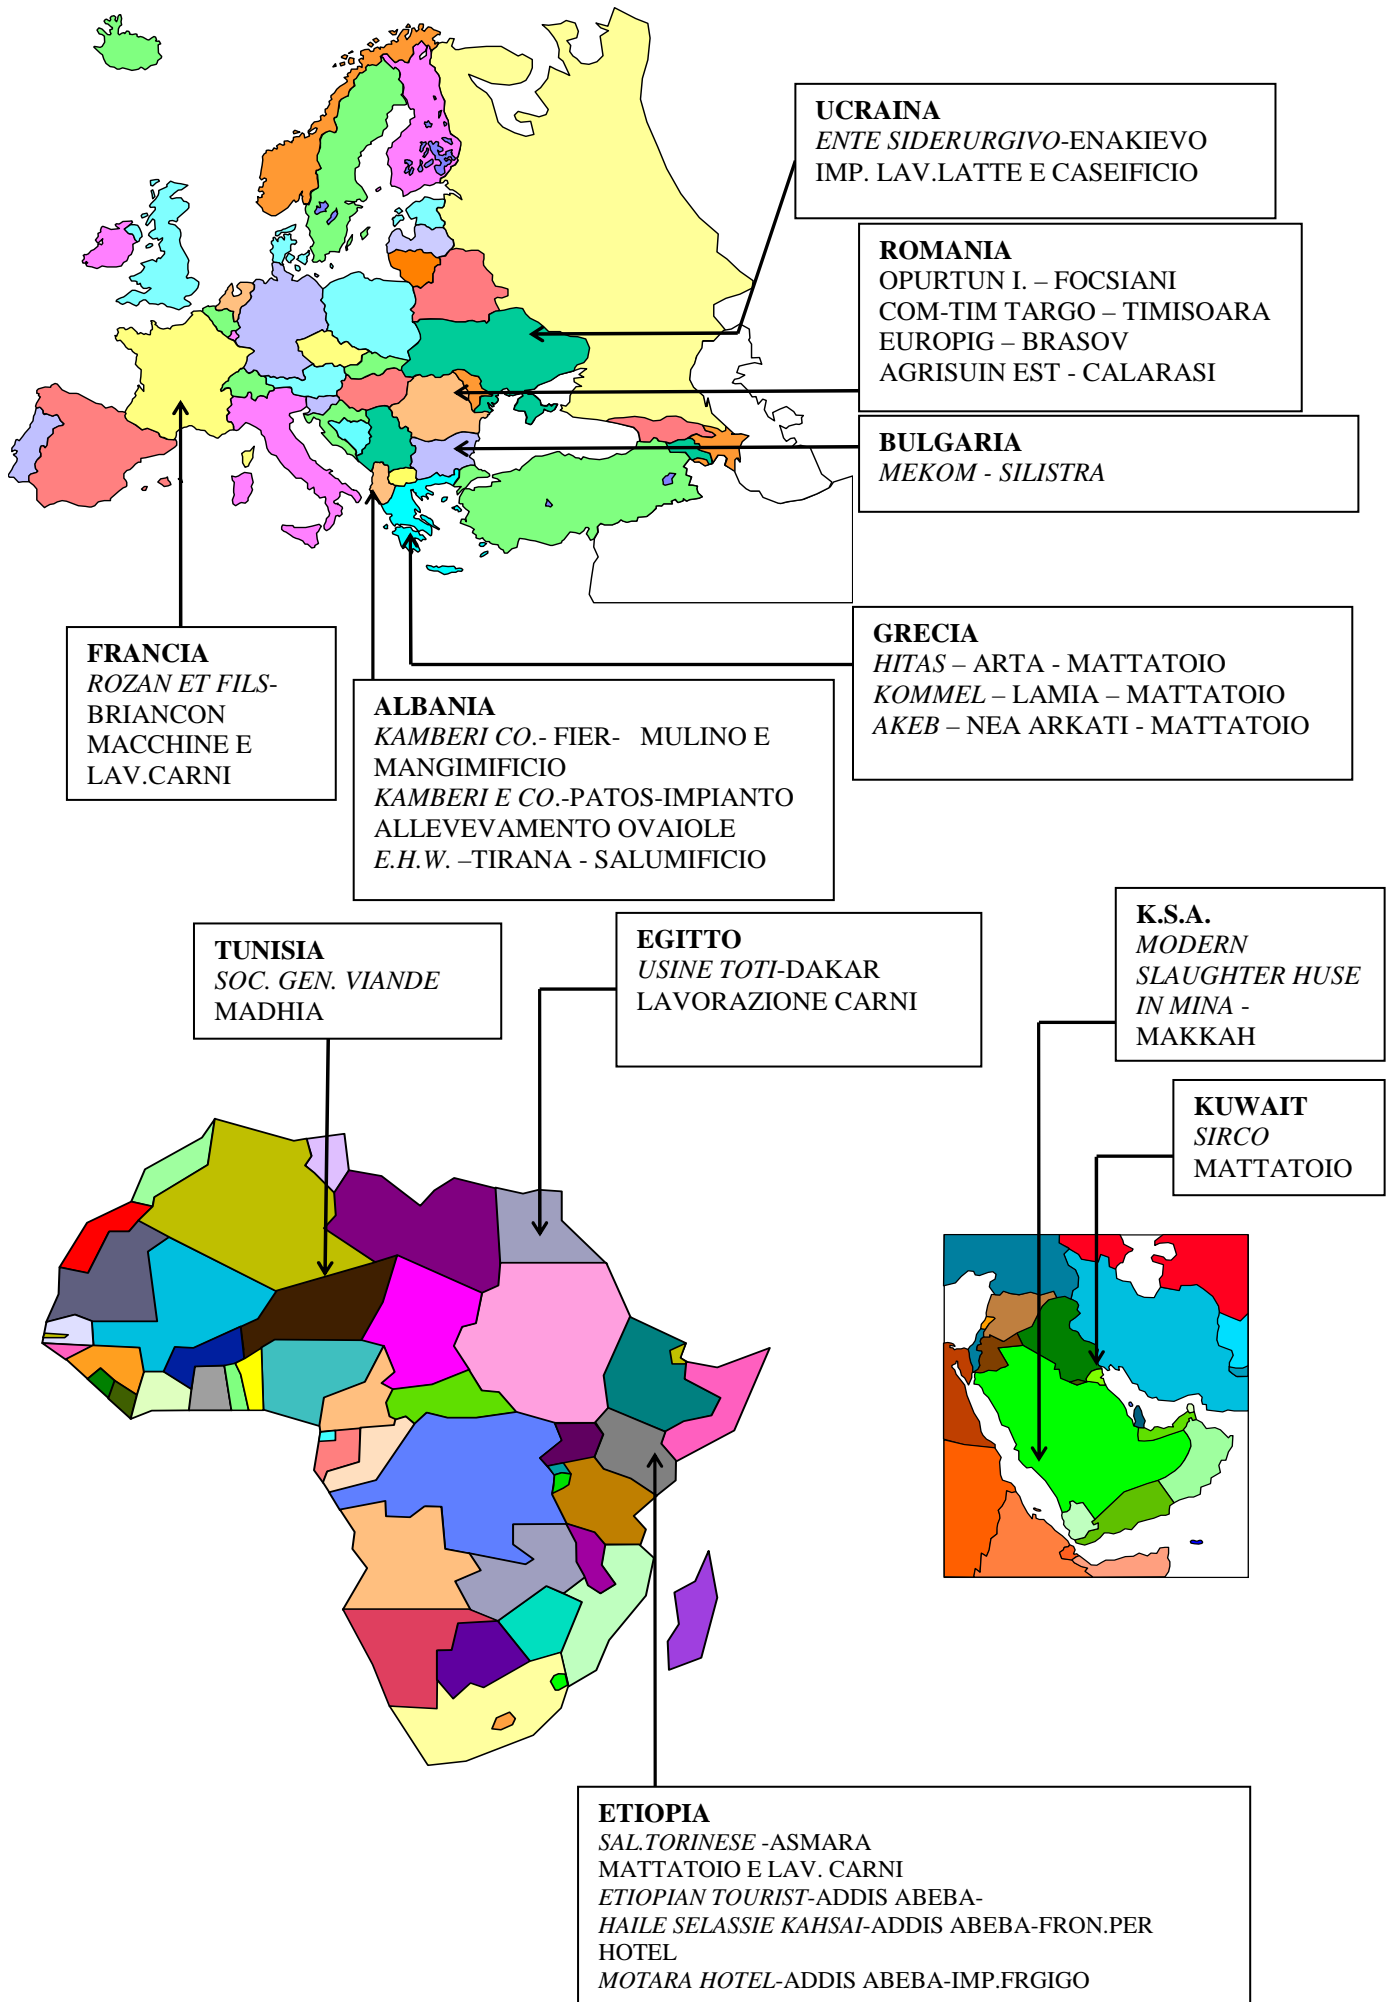 UCRAINA
ENTE SIDERURGIVO-ENAKIEVO
IMP. LAV.LATTE E CASEIFICIO
ROMANIA
OPURTUN I. – FOCSIANI
COM-TIM TARGO – TIMISOARA
EUROPIG – BRASOV
AGRISUIN EST - CALARASI
BULGARIA
MEKOM - SILISTRA
GRECIA
HITAS – ARTA - MATTATOIO
KOMMEL – LAMIA – MATTATOIO
AKEB – NEA ARKATI - MATTATOIO
FRANCIA
ROZAN ET FILS-
BRIANCON
MACCHINE E
LAV.CARNI
ALBANIA
KAMBERI CO.- FIER- MULINO E
MANGIMIFICIO
KAMBERI E CO.-PATOS-IMPIANTO
ALLEVEVAMENTO OVAIOLE
E.H.W. –TIRANA - SALUMIFICIO
TUNISIA
SOC. GEN. VIANDE
MADHIA
EGITTO
USINE TOTI-DAKAR
LAVORAZIONE CARNI
K.S.A.
MODERN
SLAUGHTER HUSE
IN MINA -
MAKKAH
KUWAIT
SIRCO
MATTATOIO
ETIOPIA
SAL.TORINESE -ASMARA
MATTATOIO E LAV. CARNI
ETIOPIAN TOURIST-ADDIS ABEBA-
HAILE SELASSIE KAHSAI-ADDIS ABEBA-FRON.PER
HOTEL
MOTARA HOTEL-ADDIS ABEBA-IMP.FRGIGO